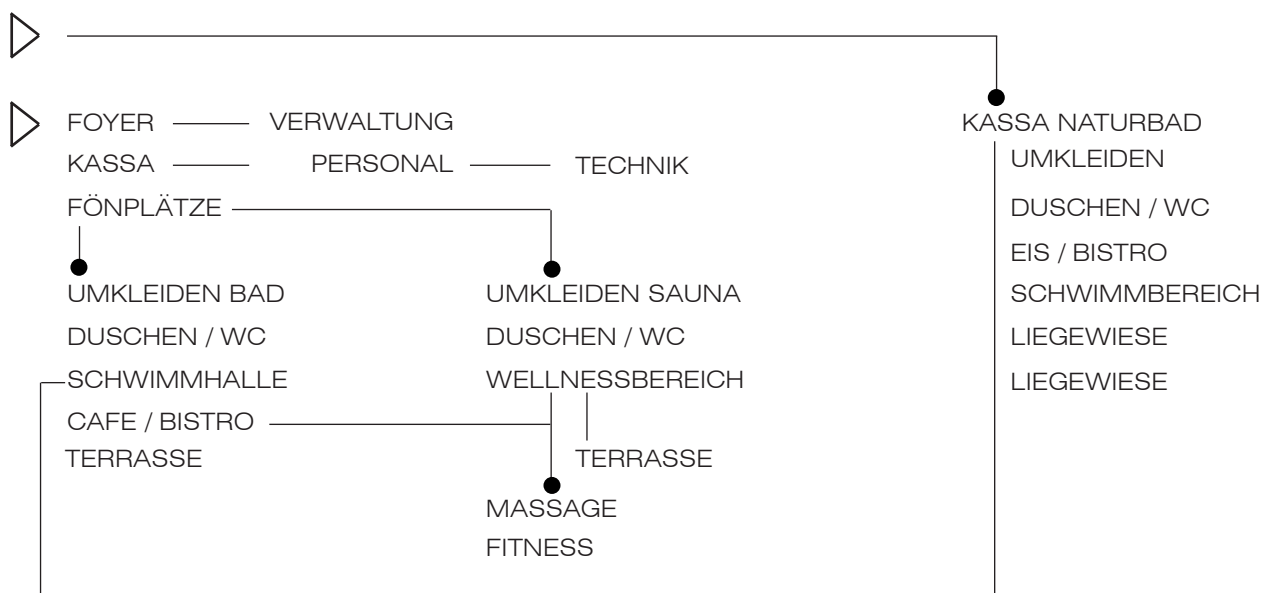 FOYER VERWALTUNG
KASSA PERSONAL TECHNIK
FÖNPLÄTZE
UMKLEIDEN BAD
DUSCHEN / WC
SCHWIMMHALLE
CAFE / BISTRO
TERRASSE
UMKLEIDEN SAUNA
DUSCHEN / WC
WELLNESSBEREICH
TERRASSE
MASSAGE
FITNESS
KASSA NATURBAD
UMKLEIDEN
DUSCHEN / WC
EIS / BISTRO
SCHWIMMBEREICH
LIEGEWIESE
LIEGEWIESE